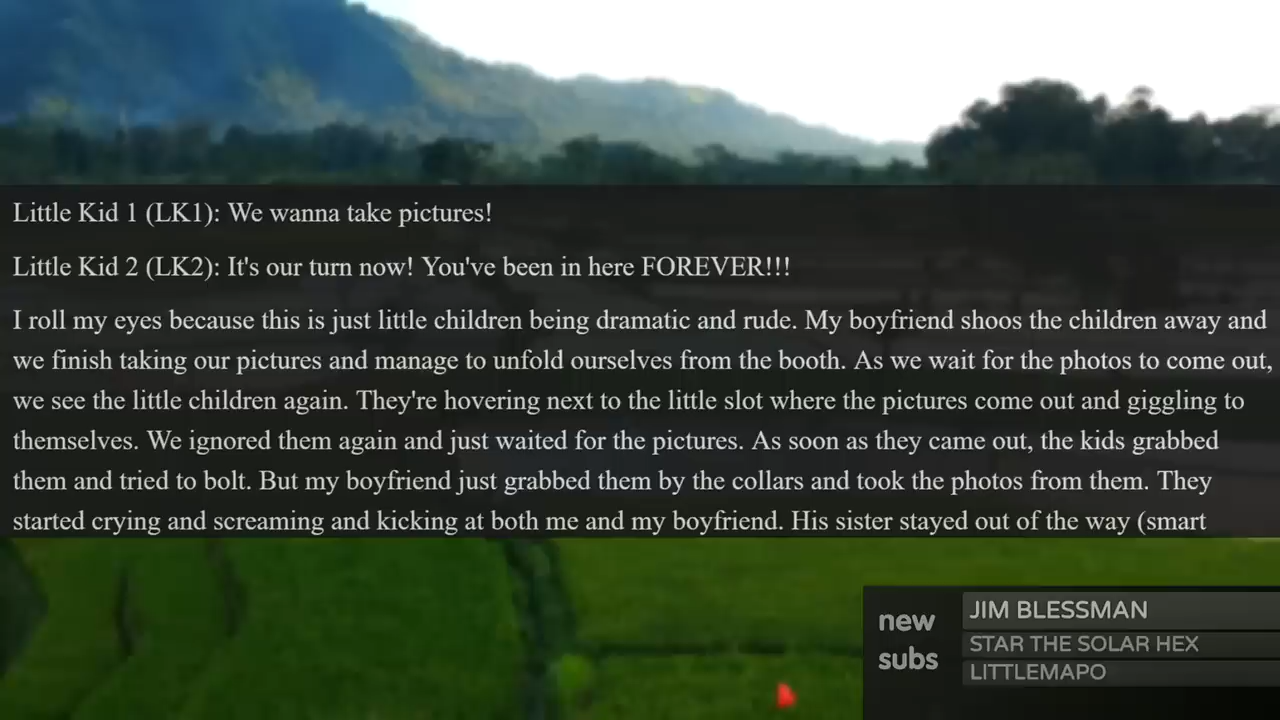 Little Kid 1 (LK1): We wanna take pictures!
Little Kid 2 (LK2): It's our turn now! You've been in here FOREVER!!!
I roll my eyes because this is just little children being dramatic and rude. My boyfriend shoos the children away and
we finish taking our pictures and manage to unfold ourselves from the booth. As we wait for the photos to come out,
we see the little children again. They're hovering next to the little slot where the pictures come out and giggling to
themselves. We ignored them again and just waited for the pictures. As soon as they came out, the kids grabbed
them and tried to bolt. But my boyfriend just grabbed them by the collars and took the photos from them. They
started crying and screaming and kicking at both me and my boyfriend. His sister stayed out of the way (smart
new
subs
JIM BLESSMAN
STAR THE SOLAR HEX
LITTLEMAPO